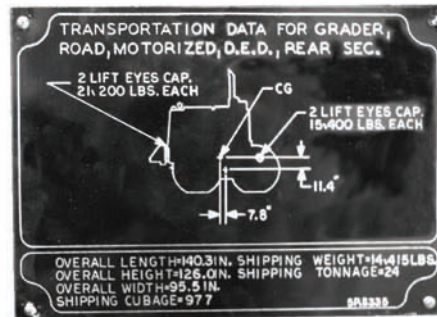 TRANSPORTATION DATA FOR GRADER,
ROAD, MOTORIZED, D.E.D., REAR SEC.
2 LIFT EYES CAP.
21,200 LBS. EACH
CG
2 LIFT EYES CAP.
15,400 LBS. EACH
11.4"
7.8"
OVERALL LENGTH=140.3IN. SHIPPING WEIGHT=14,415LBS.
OVERALL HEIGHT=126.0IN. SHIPPING TONNAGE=24
OVERALL WIDTH=95.5IN.
SHIPPING CUBAGE=977